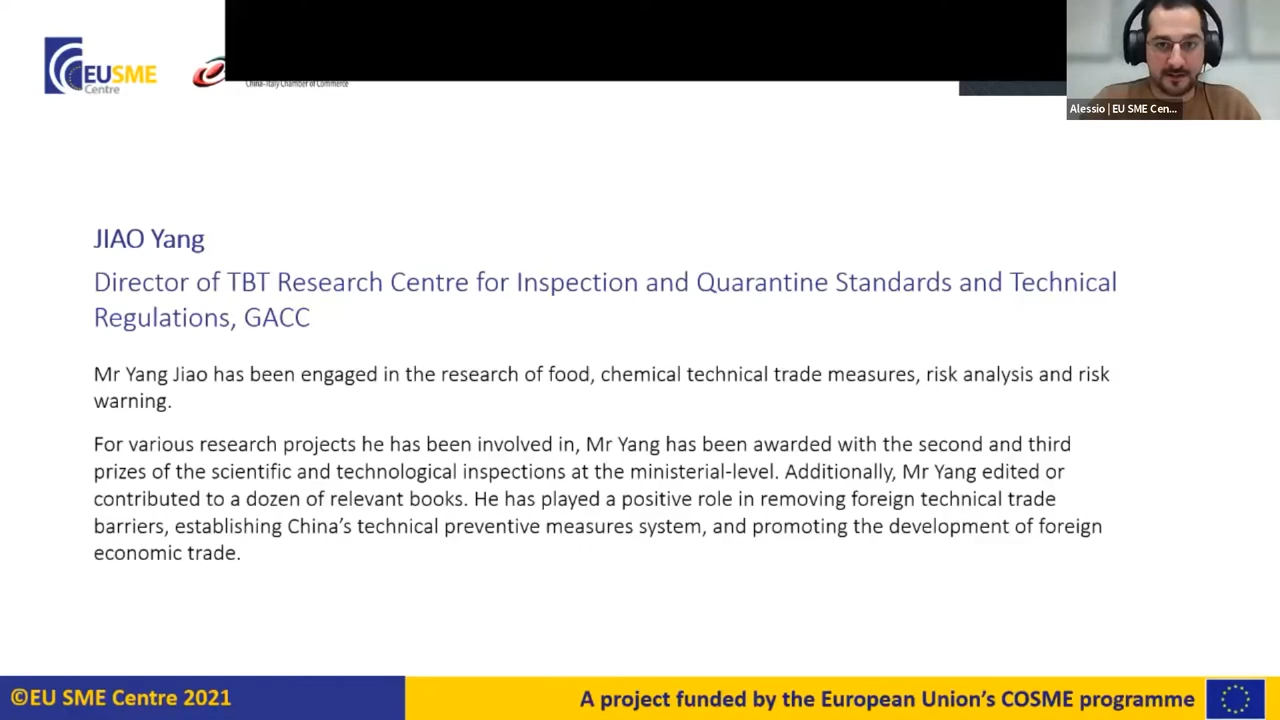 EUSME
Centre
China-Italy Chamber of Commerce
Alessio | EU SME Cen...
JIAO Yang
Director of TBT Research Centre for Inspection and Quarantine Standards and Technical
Regulations, GACC
Mr Yang Jiao has been engaged in the research of food, chemical technical trade measures, risk analysis and risk
warning.
For various research projects he has been involved in, Mr Yang has been awarded with the second and third
prizes of the scientific and technological inspections at the ministerial-level. Additionally, Mr Yang edited or
contributed to a dozen of relevant books. He has played a positive role in removing foreign technical trade
barriers, establishing China’s technical preventive measures system, and promoting the development of foreign
economic trade.
©EU SME Centre 2021
A project funded by the European Union’s COSME programme